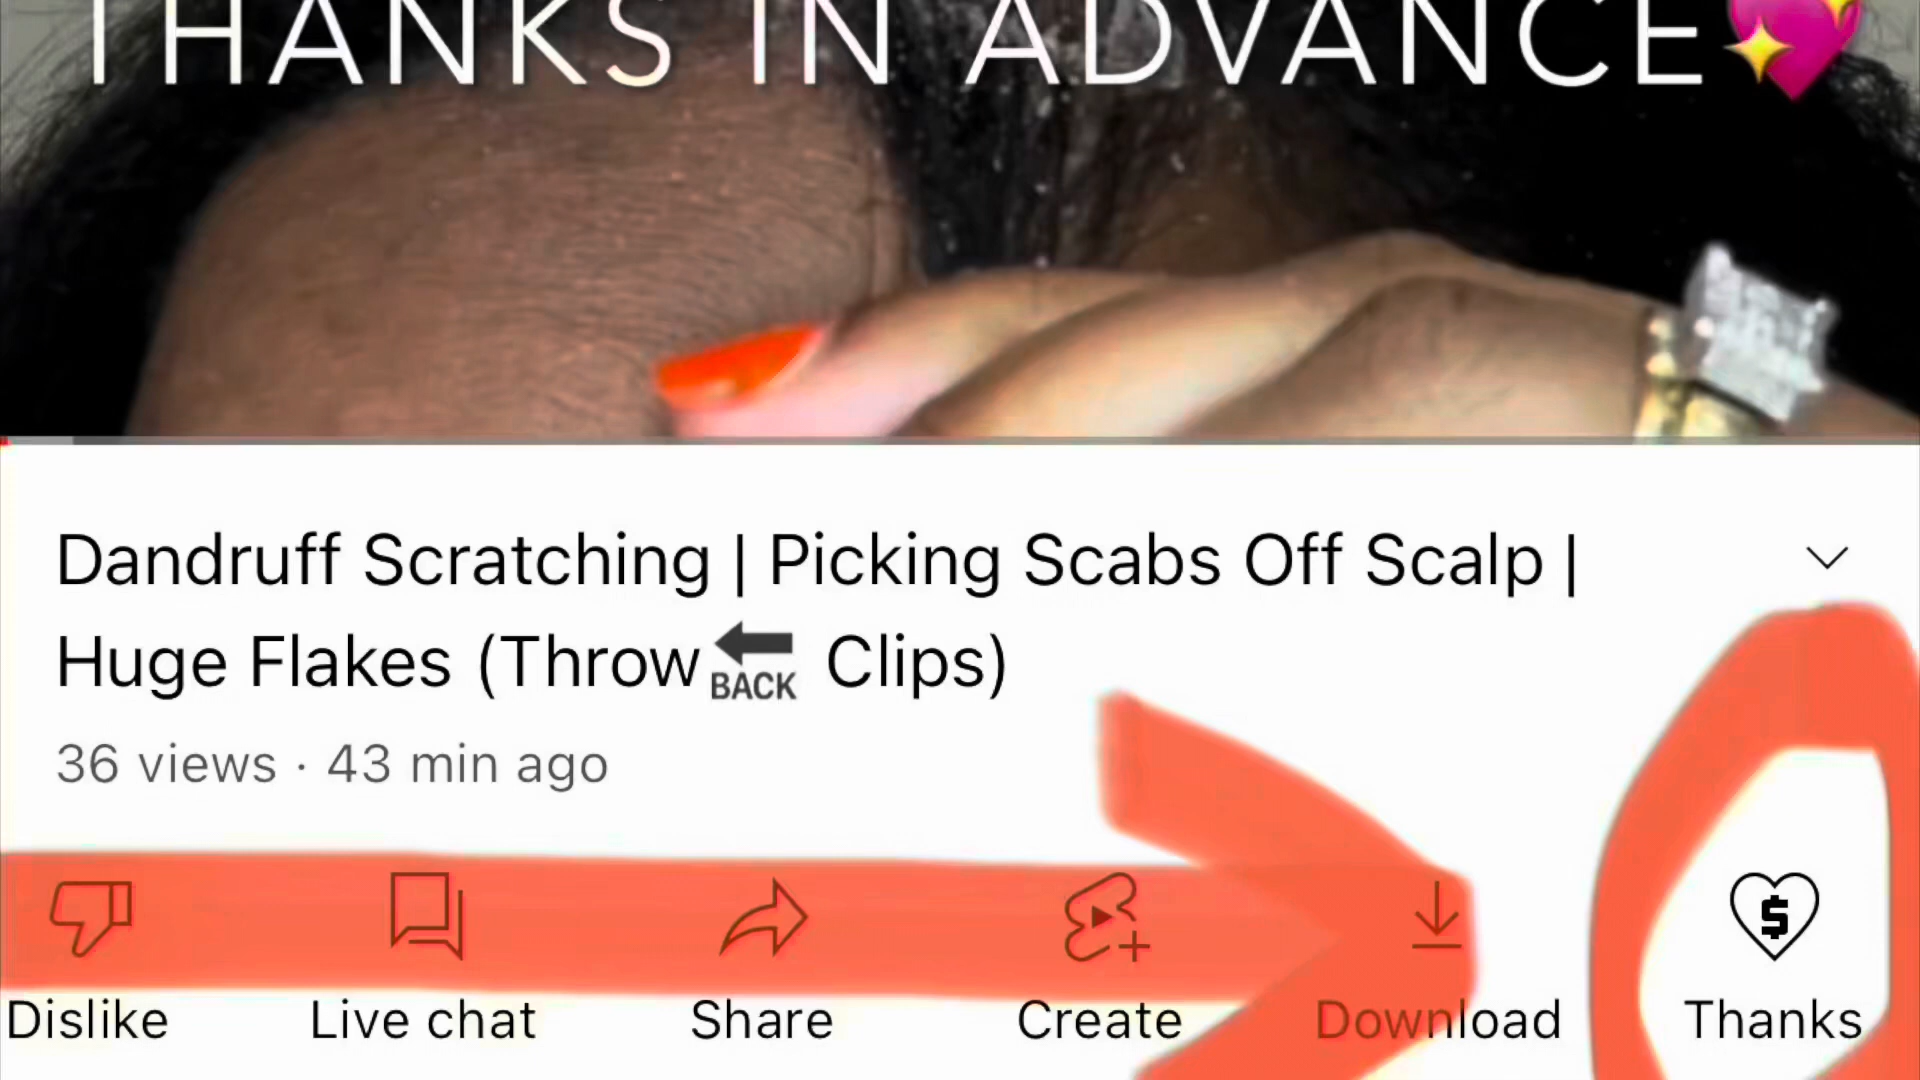 THANKS IN ADVANCE💖
Dandruff Scratching | Picking Scabs Off Scalp |
Huge Flakes (Throw🔙 Clips)
36 views · 43 min ago
$
Dislike Live chat Share Create Download Thanks